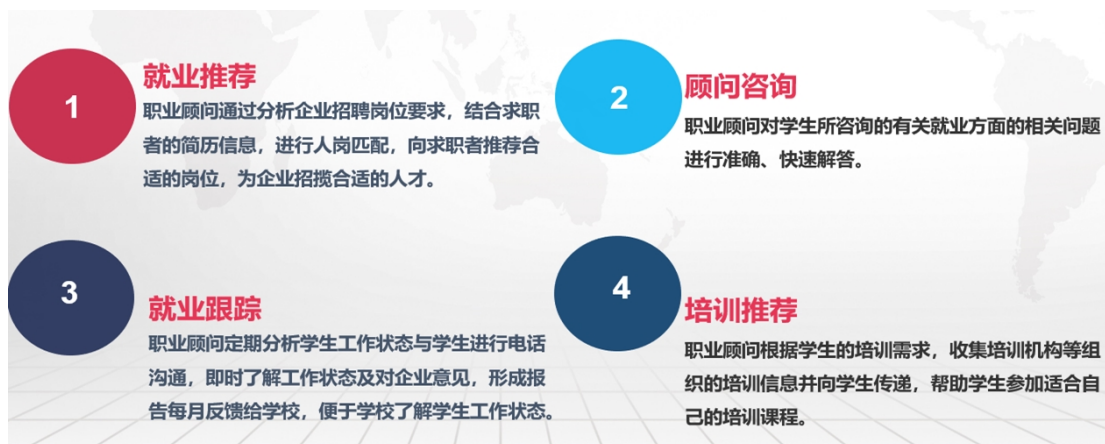 1
就业推荐
职业顾问通过分析企业招聘岗位要求，结合求职
者的简历信息，进行人岗匹配，向求职者推荐合
适的岗位，为企业招揽合适的人才。
2
顾问咨询
职业顾问对学生所咨询的有关就业方面的相关问题
进行准确、快速解答。
3
就业跟踪
职业顾问定期分析学生工作状态与学生进行电话
沟通，即时了解工作状态及对企业意见，形成报
告每月反馈给学校，便于学校了解学生工作状态。
4
培训推荐
职业顾问根据学生的培训需求，收集培训机构等组
织的培训信息并向学生传递，帮助学生参加适合自
己的培训课程。